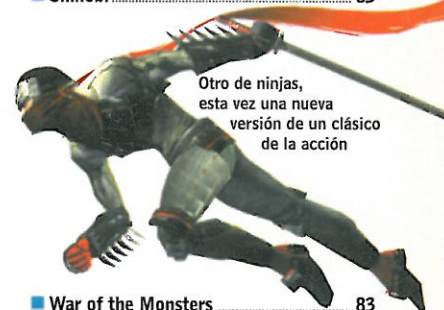 Otro de ninjas,
esta vez una nueva
versión de un clásico
de la acción
War of the Monsters 83